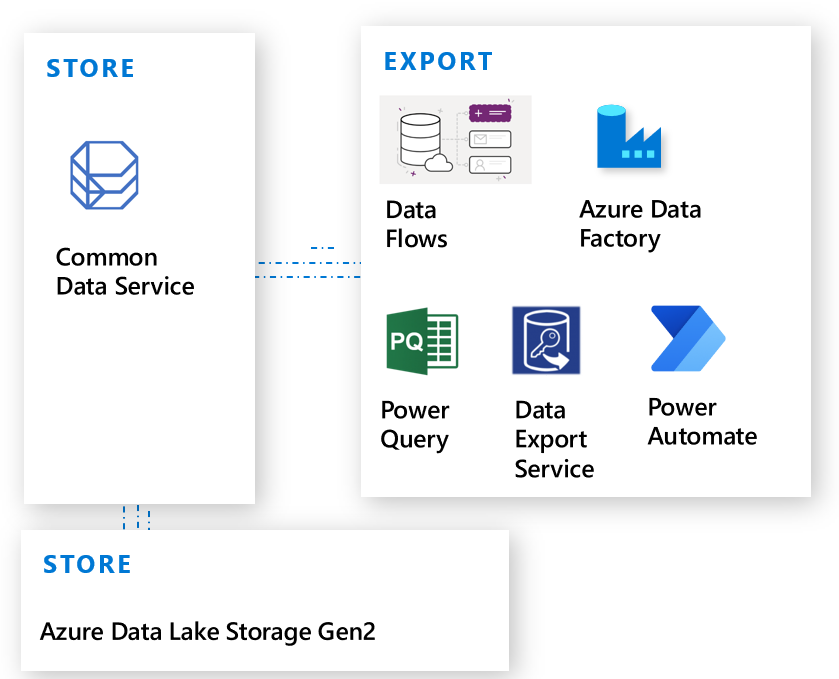 STORE
Common
Data Service
EXPORT
Data
Flows
Azure Data
Factory
PQ
Power
Query
Data
Export
Service
Power
Automate
STORE
Azure Data Lake Storage Gen2